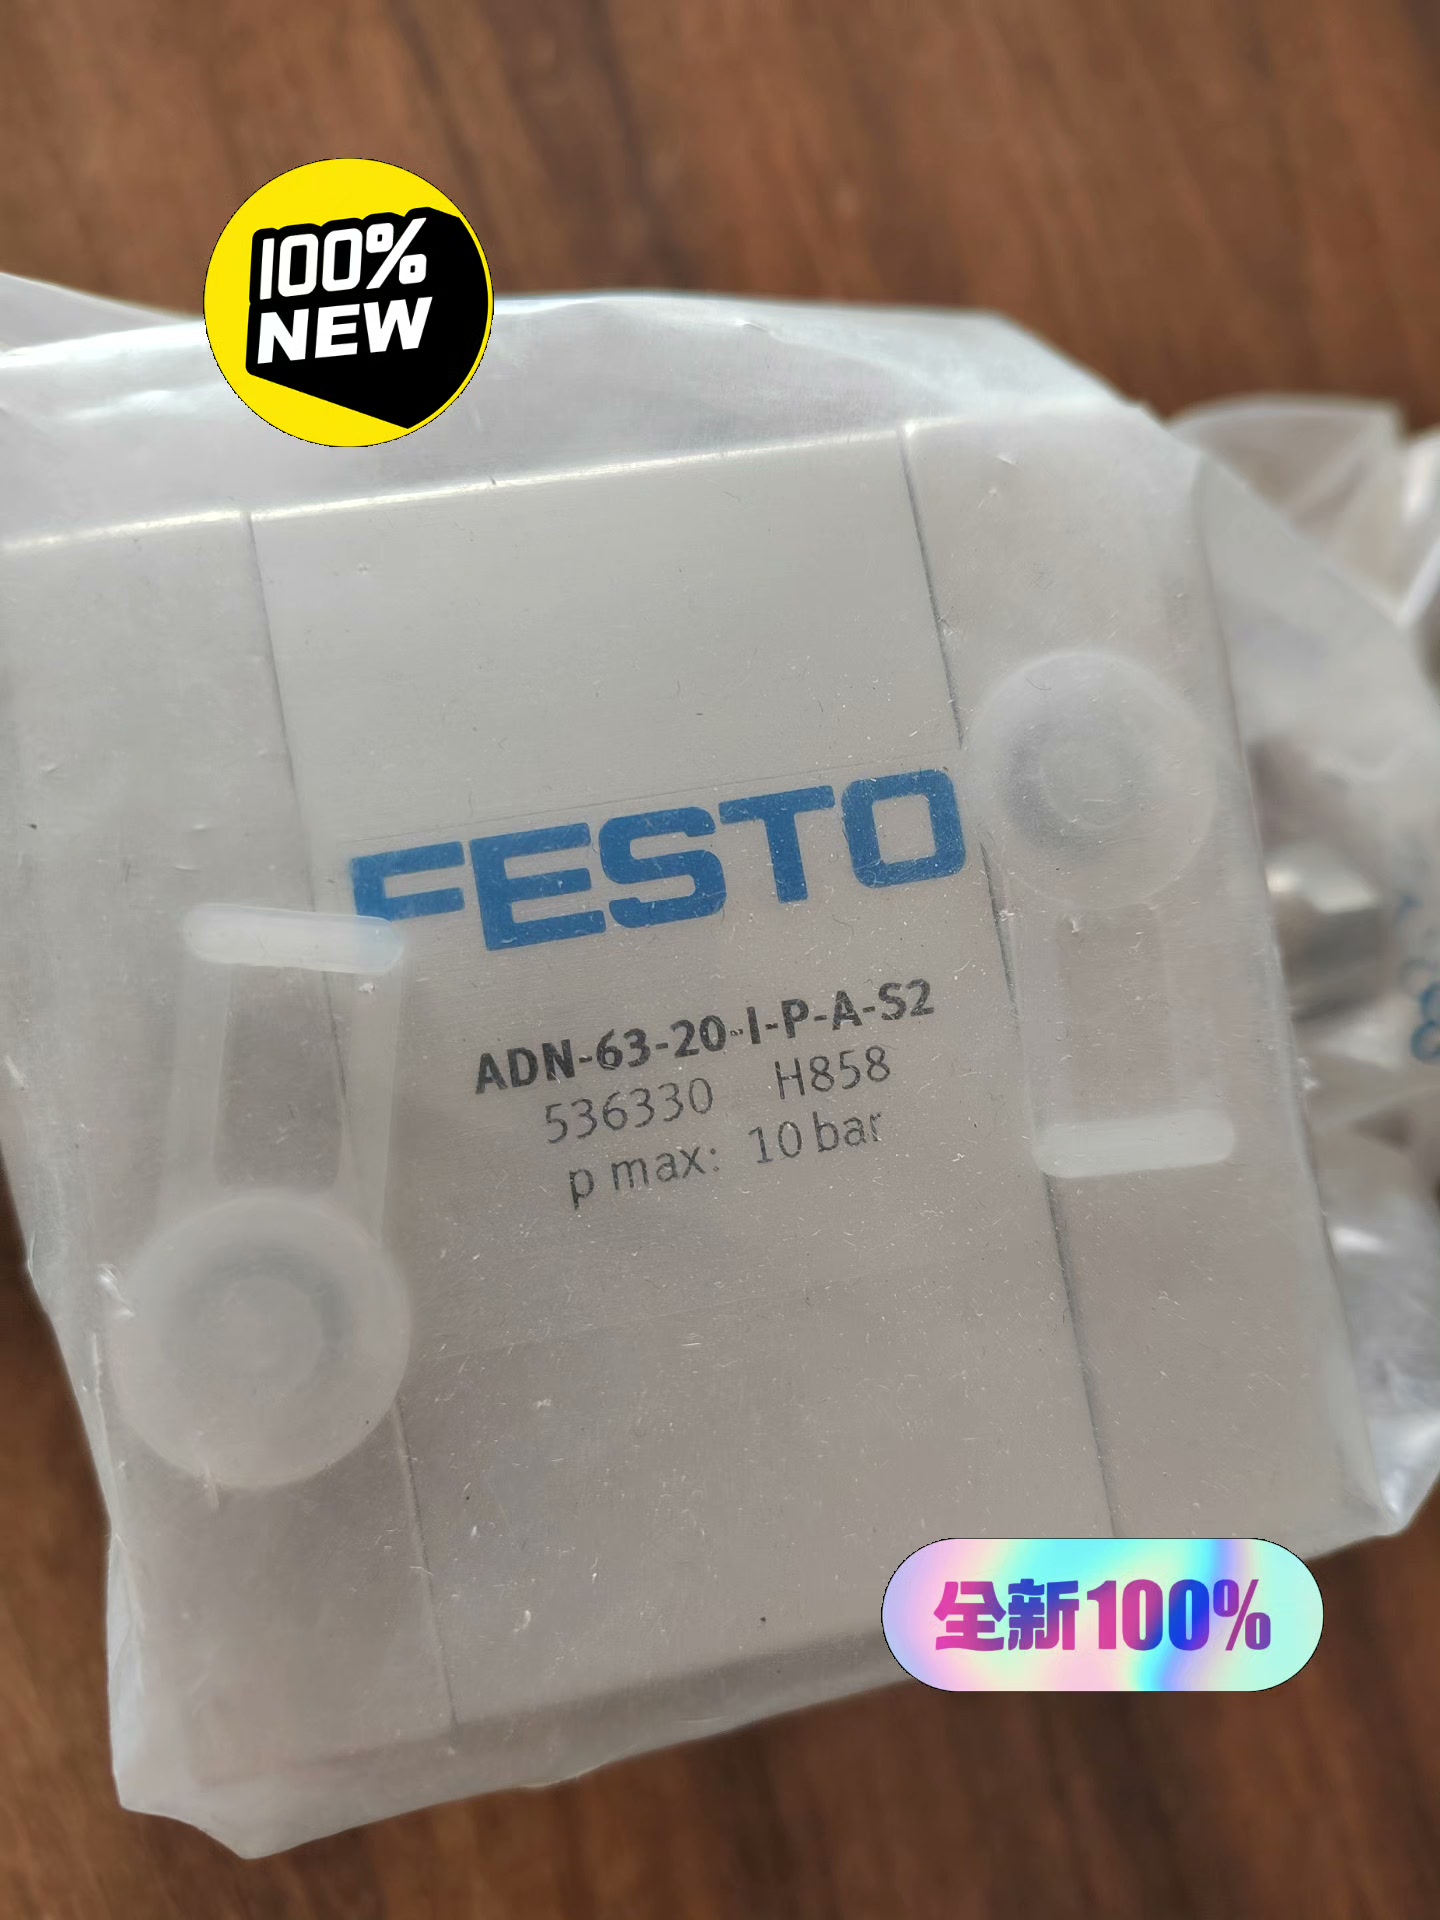 100%
NEW
FESTO
ADN-63-20-I-P-A-S2
536330 H858
p max: 10 bar
全新100%